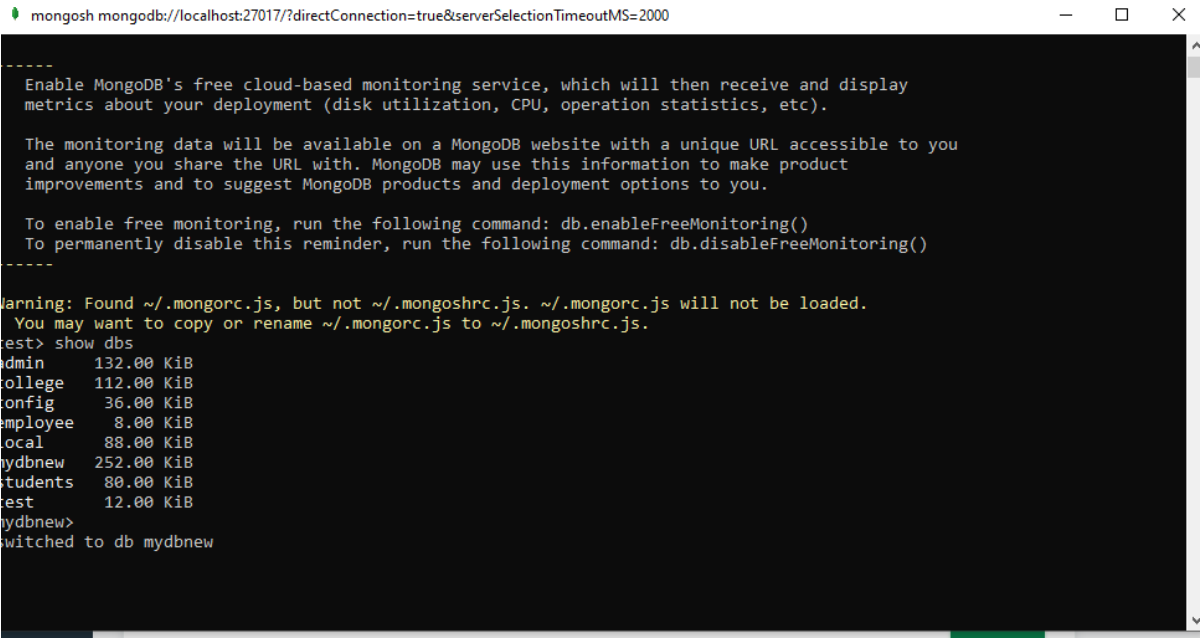 mongosh mongodb://localhost:27017/?directConnection=true&serverSelectionTimeoutMS=2000
------
Enable MongoDB's free cloud-based monitoring service, which will then receive and display
metrics about your deployment (disk utilization, CPU, operation statistics, etc).
The monitoring data will be available on a MongoDB website with a unique URL accessible to you
and anyone you share the URL with. MongoDB may use this information to make product
improvements and to suggest MongoDB products and deployment options to you.
To enable free monitoring, run the following command: db.enableFreeMonitoring()
To permanently disable this reminder, run the following command: db.disableFreeMonitoring()
------
Warning: Found ~/.mongorc.js, but not ~/.mongoshrc.js. ~/.mongorc.js will not be loaded.
You may want to copy or rename ~/.mongorc.js to ~/.mongoshrc.js.
test> show dbs
admin 132.00 KiB
college 112.00 KiB
config 36.00 KiB
employee 8.00 KiB
local 88.00 KiB
mydbnew 252.00 KiB
students 80.00 KiB
test 12.00 KiB
mydbnew>
switched to db mydbnew